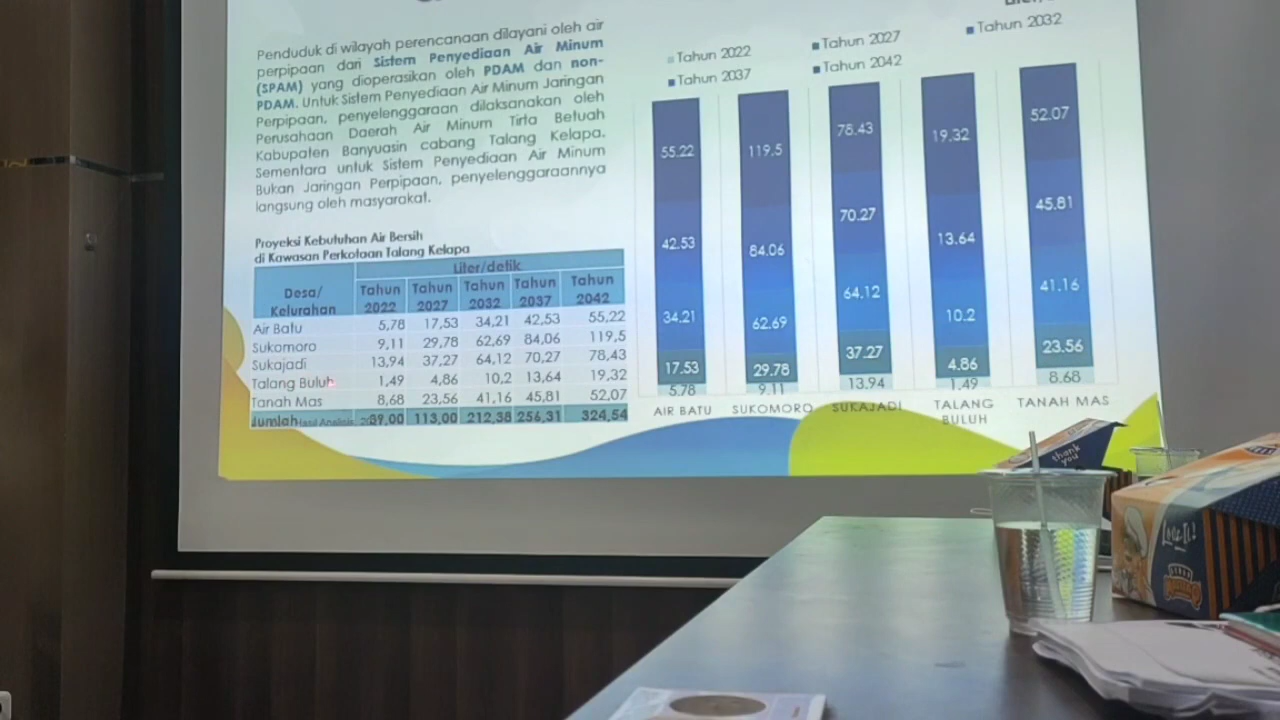 Penduduk di wilayah perencanaan dilayani oleh air
perpipaan dari Sistem Penyediaan Air Minum
(SPAM) yang dioperasikan oleh PDAM dan non-
PDAM. Untuk Sistem Penyediaan Air Minum Jaringan
Perpipaan, penyelenggaraan dilaksanakan oleh
Perusahaan Daerah Air Minum Tirta Betuah
Kabupaten Banyuasin cabang Talang Kelapa.
Sementara untuk Sistem Penyediaan Air Minum
Bukan Jaringan Perpipaan, penyelenggaraannya
langsung oleh masyarakat.
Proyeksi Kebutuhan Air Bersih
di Kawasan Perkotaan Talang Kelapa
Desa/ Kelurahan
Liter/detik
Tahun 2022 Tahun 2027 Tahun 2032 Tahun 2037 Tahun 2042
Air Batu 5,78 17,53 34,21 42,53 55,22
Sukomoro 9,11 29,78 62,69 84,06 119,5
Sukajadi 13,94 37,27 64,12 70,27 78,43
Talang Buluh 1,49 4,86 10,2 13,64 19,32
Tanah Mas 8,68 23,56 41,16 45,81 52,07
Jumlah 39,00 113,00 212,38 256,31 324,54
Hasil Analisis,
Tahun 2022 Tahun 2027 Tahun 2032
Tahun 2037 Tahun 2042
55.22 119.5 78.43 19.32 52.07
42.53 84.06 70.27 13.64 45.81
34.21 62.69 64.12 10.2 41.16
17.53 29.78 37.27 4.86 23.56
5.78 9.11 13.94 1.49 8.68
AIR BATU SUKOMORO SUKAJADI TALANG BULUH TANAH MAS
thank
you
Love It!